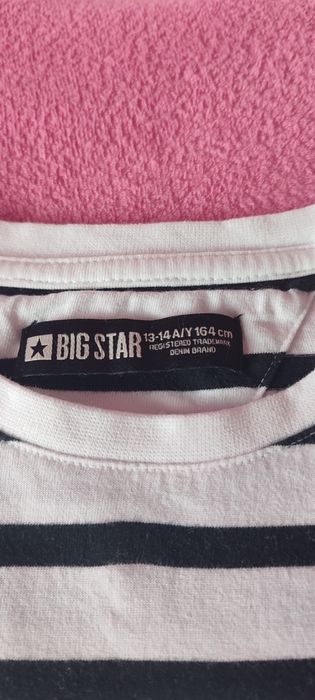 BIG STAR
13-14 A/Y 164 cm
REGISTERED TRADEMARK
DENIM BRAND